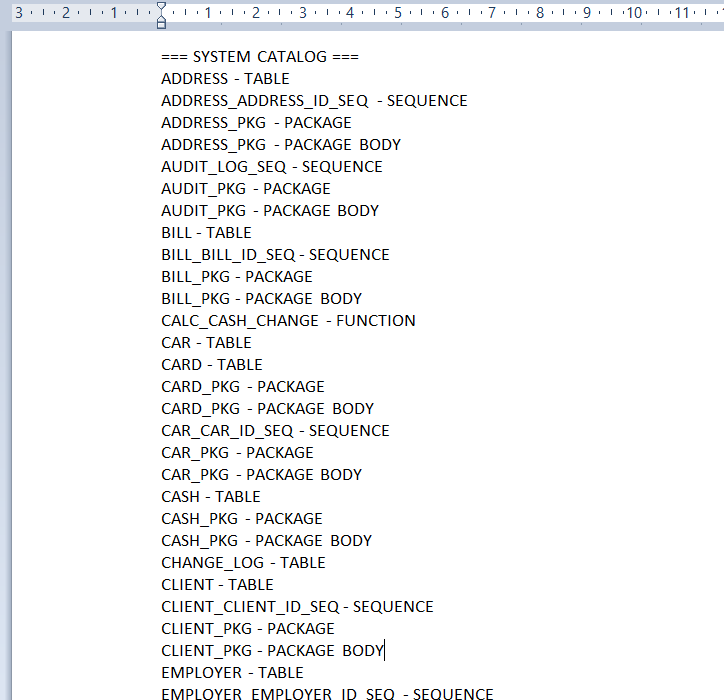 3 2 1 1 2 3 4 5 6 7 8 9 10 11
=== SYSTEM CATALOG ===
ADDRESS - TABLE
ADDRESS_ADDRESS_ID_SEQ - SEQUENCE
ADDRESS_PKG - PACKAGE
ADDRESS_PKG - PACKAGE BODY
AUDIT_LOG_SEQ - SEQUENCE
AUDIT_PKG - PACKAGE
AUDIT_PKG - PACKAGE BODY
BILL - TABLE
BILL_BILL_ID_SEQ - SEQUENCE
BILL_PKG - PACKAGE
BILL_PKG - PACKAGE BODY
CALC_CASH_CHANGE - FUNCTION
CAR - TABLE
CARD - TABLE
CARD_PKG - PACKAGE
CARD_PKG - PACKAGE BODY
CAR_CAR_ID_SEQ - SEQUENCE
CAR_PKG - PACKAGE
CAR_PKG - PACKAGE BODY
CASH - TABLE
CASH_PKG - PACKAGE
CASH_PKG - PACKAGE BODY
CHANGE_LOG - TABLE
CLIENT - TABLE
CLIENT_CLIENT_ID_SEQ - SEQUENCE
CLIENT_PKG - PACKAGE
CLIENT_PKG - PACKAGE BODY
EMPLOYER - TABLE
EMPLOYER_EMPLOYER_ID_SEQ - SEQUENCE